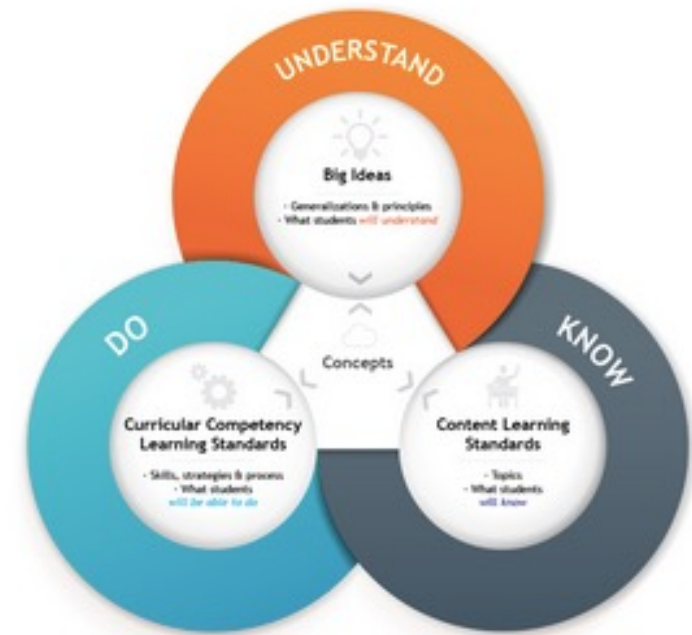 UNDERSTAND
Big Ideas
- Generalizations & principles
- What students will understand
DO
KNOW
Concepts
Curricular Competency
Learning Standards
- Skills, strategies & process
- What students
will be able to do
Content Learning
Standards
- Topics
- What students
will know